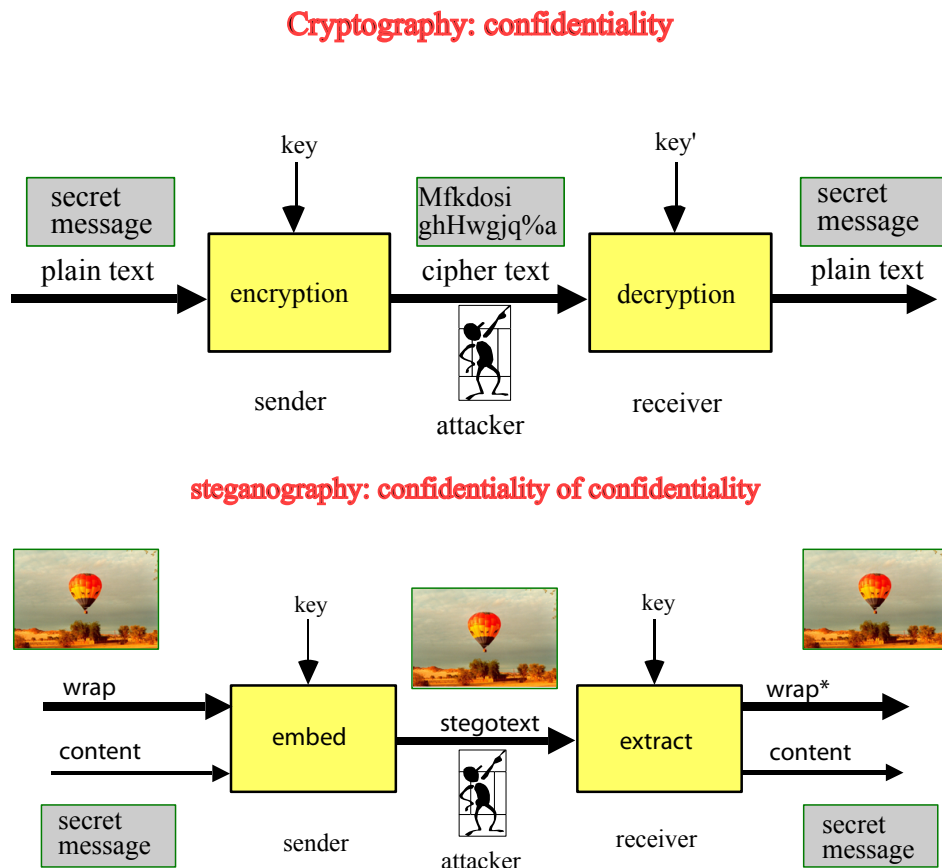 Cryptography: confidentiality
key
key'
secret
message
Mfkdosi
ghHwgjq%a
secret
message
plain text
cipher text
plain text
encryption
decryption
sender
attacker
receiver
steganography: confidentiality of confidentiality
key
key
wrap
wrap*
embed
stegotext
extract
content
content
secret
message
secret
message
sender
attacker
receiver